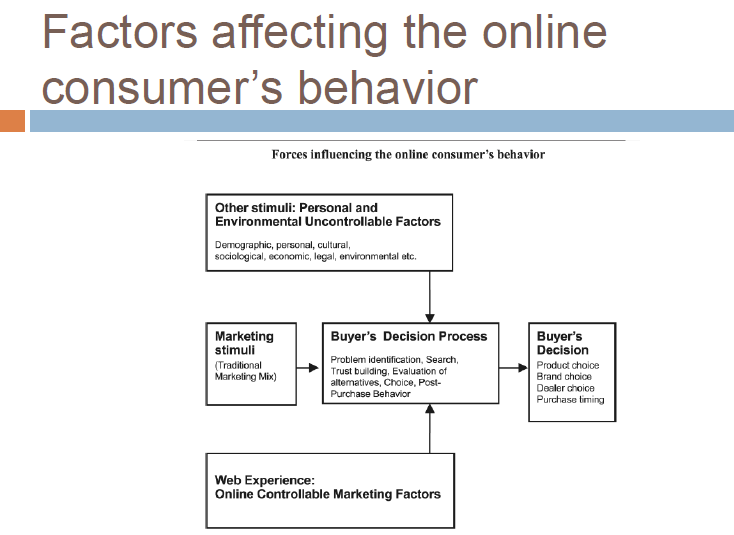 Factors affecting the online
consumer's behavior
Forces influencing the online consumer's behavior
Other stimuli: Personal and
Environmental Uncontrollable Factors
Demographic, personal, cultural,
sociological, economic, legal, environmental etc.
Marketing
stimuli
(Traditional
Marketing Mix)
Buyer's Decision Process
Problem identification, Search,
Trust building, Evaluation of
alternatives, Choice, Post-
Purchase Behavior
Buyer's
Decision
Product choice
Brand choice
Dealer choice
Purchase timing
Web Experience:
Online Controllable Marketing Factors